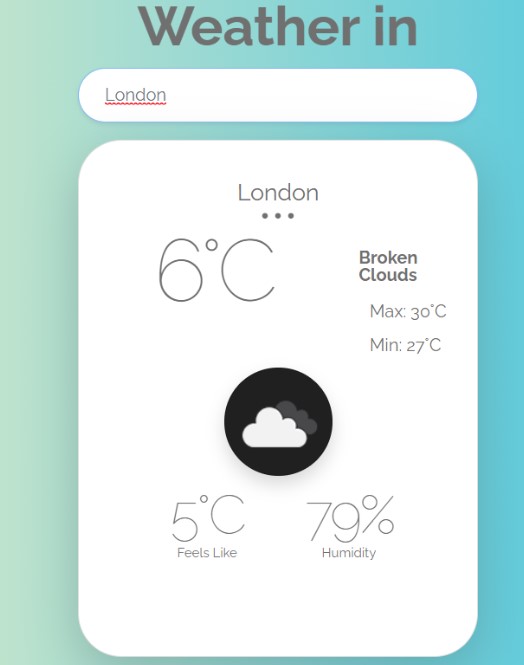 Weather in
London
London
6°C
Broken
Clouds
Max: 30°C
Min: 27°C
5°C
79%
Feels Like
Humidity